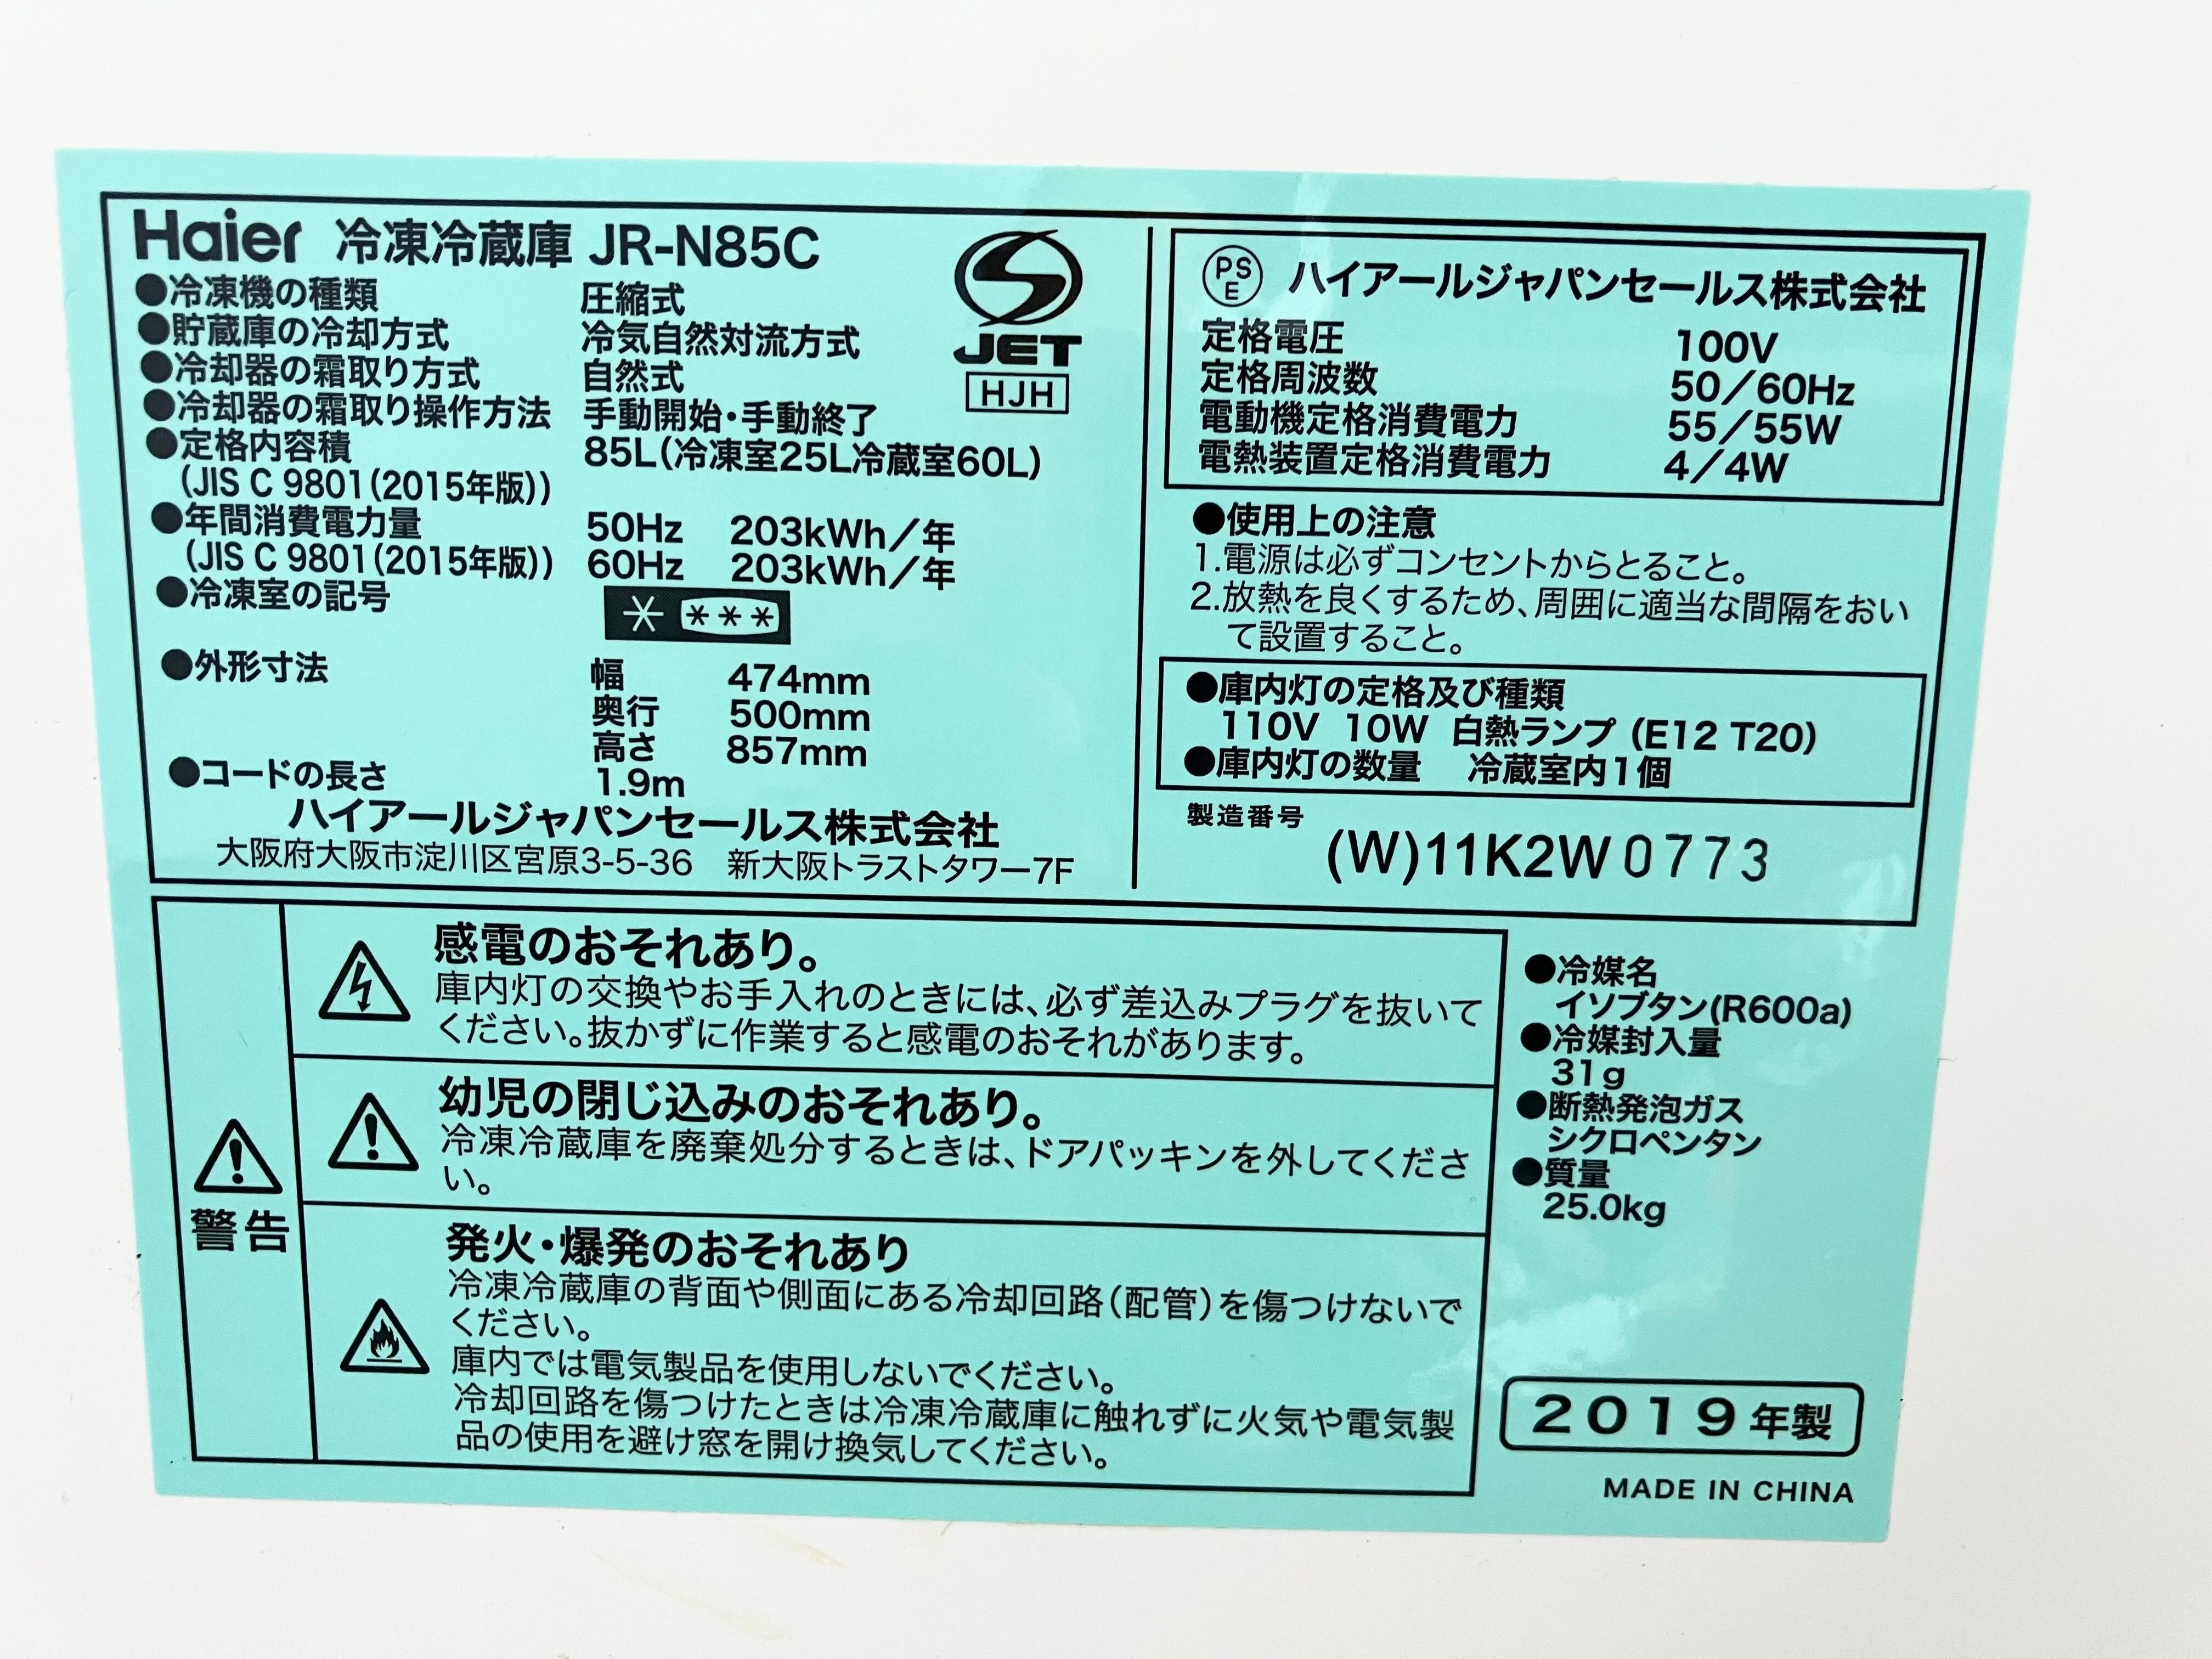 Haier 冷凍冷蔵庫 JR-N85C
●冷凍機の種類 圧縮式
●貯蔵庫の冷却方式 冷気自然対流方式
●冷却器の霜取り方式 自然式
●冷却器の霜取り操作方法 手動開始・手動終了
●定格内容積 85L(冷凍室25L冷蔵室60L)
(JIS C 9801(2015年版))
●年間消費電力量 50Hz 203kWh/年
(JIS C 9801(2015年版)) 60Hz 203kWh/年
●冷凍室の記号 * ***
●外形寸法 幅 474mm
奥行 500mm
高さ 857mm
●コードの長さ 1.9m
ハイアールジャパンセールス株式会社
大阪府大阪市淀川区宮原3-5-36 新大阪トラストタワー7F
JET
HJH
PSE ハイアールジャパンセールス株式会社
定格電圧 100V
定格周波数 50/60Hz
電動機定格消費電力 55/55W
電熱装置定格消費電力 4/4W
●使用上の注意
1.電源は必ずコンセントからとること。
2.放熱を良くするため、周囲に適当な間隔をおい
て設置すること。
●庫内灯の定格及び種類
110V 10W 白熱ランプ (E12 T20)
●庫内灯の数量 冷蔵室内1個
製造番号
(W)11K2W0773
警告
感電のおそれあり。
庫内灯の交換やお手入れのときには、必ず差込みプラグを抜いて
ください。抜かずに作業すると感電のおそれがあります。
幼児の閉じ込みのおそれあり。
冷凍冷蔵庫を廃棄処分するときは、ドアパッキンを外してくださ
い。
発火・爆発のおそれあり
冷凍冷蔵庫の背面や側面にある冷却回路(配管)を傷つけないで
ください。
庫内では電気製品を使用しないでください。
冷却回路を傷つけたときは冷凍冷蔵庫に触れずに火気や電気製
品の使用を避け窓を開け換気してください。
●冷媒名
イソブタン(R600a)
●冷媒封入量
31g
●断熱発泡ガス
シクロペンタン
●質量
25.0kg
2019年製
MADE IN CHINA